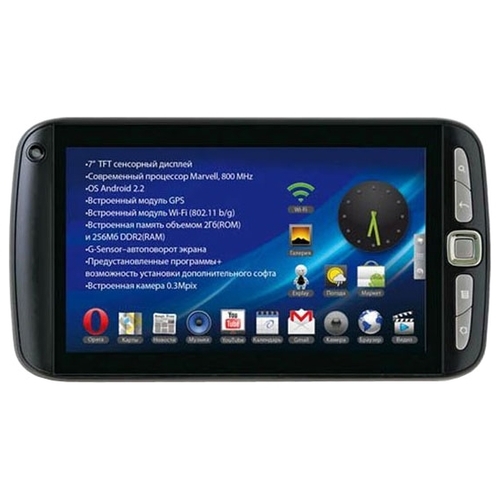 •7" TFT сенсорный дисплей
•Современный процессор Marvell, 800 MHz
•OS Android 2.2
•Встроенный модуль GPS
•Встроенный модуль Wi-Fi (802.11 b/g)
•Встроенная память объемом 2Гб(ROM)
и 256Мб DDR2(RAM)
•G-Sensor-автоповорот экрана
•Предустановленные программы+
возможность установки дополнительного софта
•Встроенная камера 0.3Mpix
Wi-Fi
Галерея
Explar
Погода
Маркет
Opera
Карты
Новости
Музыка
YouTube
Календарь
Gmail
Камера
Браузер
Видео
You
Tube